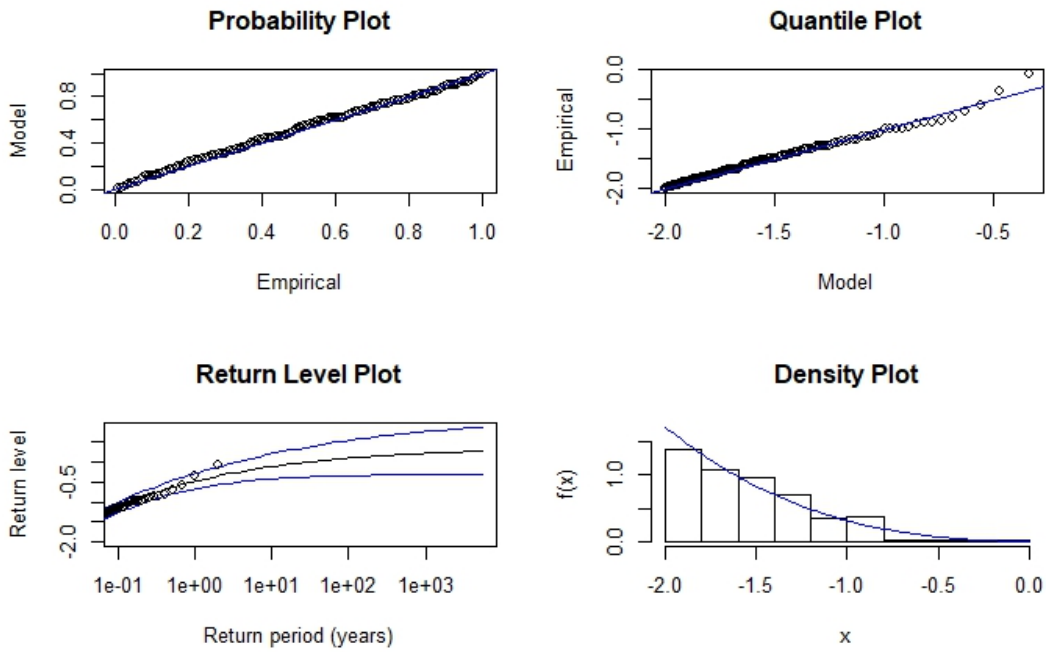 Probability Plot
Model
0.0 0.4 0.8
0.0 0.2 0.4 0.6 0.8 1.0
Empirical
Quantile Plot
Empirical
-2.0 -1.0 0.0
-2.0 -1.5 -1.0 -0.5
Model
Return Level Plot
Return level
-2.0 -0.5
1e-01 1e+00 1e+01 1e+02 1e+03
Return period (years)
Density Plot
f(x)
0.0 1.0
-2.0 -1.5 -1.0 -0.5 0.0
x